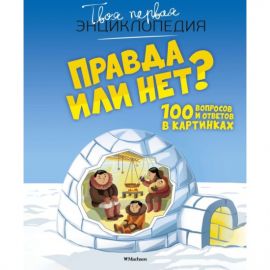 Твоя первая
ЭНЦИКЛОПЕДИЯ
ПРАВДА
ИЛИ НЕТ?
100 ВОПРОСОВ
И ОТВЕТОВ
В КАРТИНКАХ
Machaon